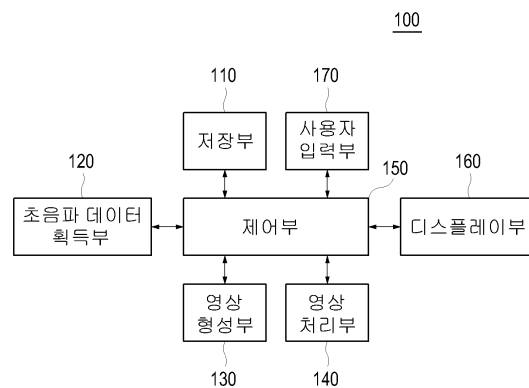 100
110
170
저장부
사용자
입력부
120
150
160
초음파 데이터
획득부
제어부
디스플레이부
영상
형성부
영상
처리부
130
140